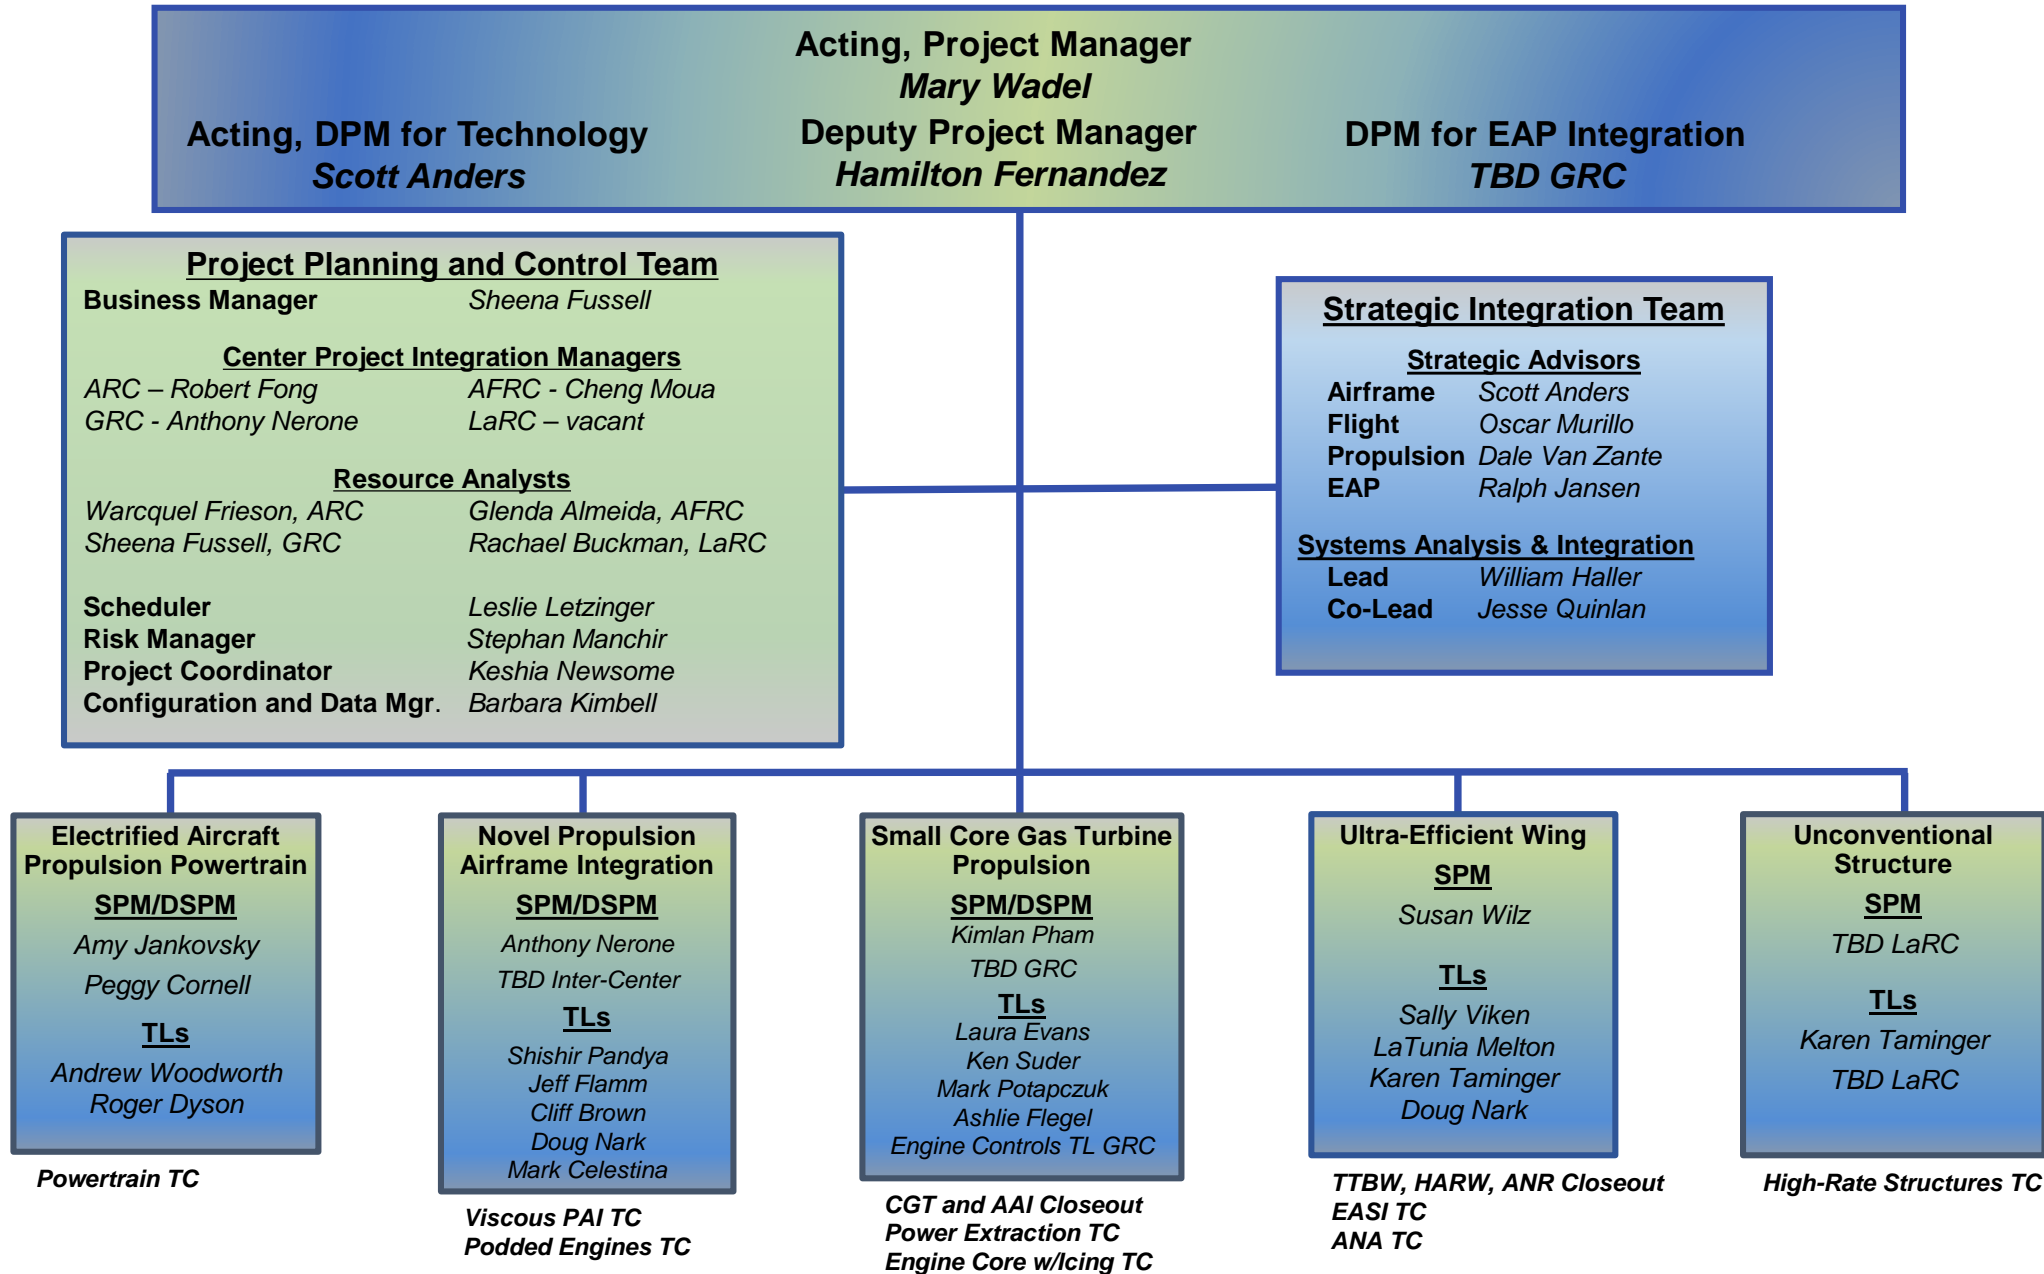 Acting, Project Manager
Mary Wadel
Acting, DPM for Technology
Scott Anders
Deputy Project Manager
Hamilton Fernandez
DPM for EAP Integration
TBD GRC
Project Planning and Control Team
Business Manager Sheena Fussell
Center Project Integration Managers
ARC – Robert Fong AFRC - Cheng Moua
GRC - Anthony Nerone LaRC – vacant
Resource Analysts
Warcquel Frieson, ARC Glenda Almeida, AFRC
Sheena Fussell, GRC Rachael Buckman, LaRC
Scheduler Leslie Letzinger
Risk Manager Stephan Manchir
Project Coordinator Keshia Newsome
Configuration and Data Mgr. Barbara Kimbell
Strategic Integration Team
Strategic Advisors
Airframe Scott Anders
Flight Oscar Murillo
Propulsion Dale Van Zante
EAP Ralph Jansen
Systems Analysis & Integration
Lead William Haller
Co-Lead Jesse Quinlan
Electrified Aircraft
Propulsion Powertrain
SPM/DSPM
Amy Jankovsky
Peggy Cornell
TLs
Andrew Woodworth
Roger Dyson
Powertrain TC
Novel Propulsion
Airframe Integration
SPM/DSPM
Anthony Nerone
TBD Inter-Center
TLs
Shishir Pandya
Jeff Flamm
Cliff Brown
Doug Nark
Mark Celestina
Viscous PAI TC
Podded Engines TC
Small Core Gas Turbine
Propulsion
SPM/DSPM
Kimlan Pham
TBD GRC
TLs
Laura Evans
Ken Suder
Mark Potapczuk
Ashlie Flegel
Engine Controls TL GRC
CGT and AAI Closeout
Power Extraction TC
Engine Core w/Icing TC
Ultra-Efficient Wing
SPM
Susan Wilz
TLs
Sally Viken
LaTunia Melton
Karen Taminger
Doug Nark
TTBW, HARW, ANR Closeout
EASI TC
ANA TC
Unconventional
Structure
SPM
TBD LaRC
TLs
Karen Taminger
TBD LaRC
High-Rate Structures TC